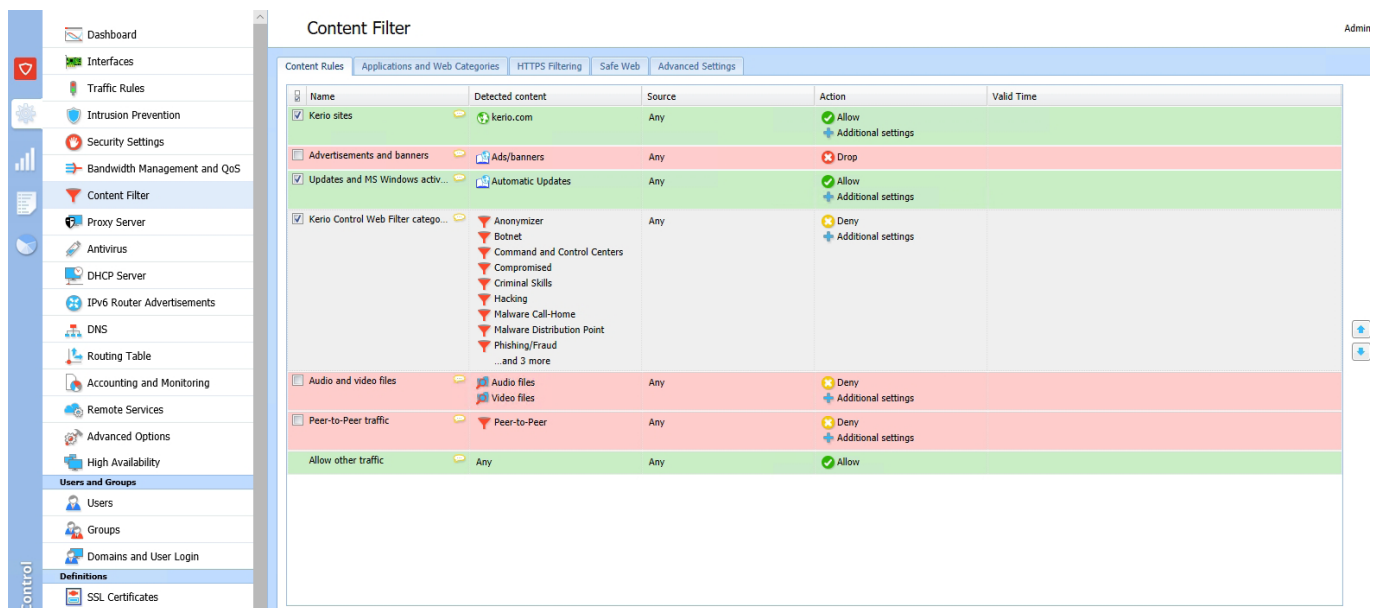 Content Filter
Admin
Dashboard
Interfaces
Traffic Rules
Intrusion Prevention
Security Settings
Bandwidth Management and QoS
Content Filter
Proxy Server
Antivirus
DHCP Server
IPv6 Router Advertisements
DNS
Routing Table
Accounting and Monitoring
Remote Services
Advanced Options
High Availability
Users and Groups
Users
Groups
Domains and User Login
Definitions
SSL Certificates
Control
Content Rules Applications and Web Categories HTTPS Filtering Safe Web Advanced Settings
Name Detected content Source Action Valid Time
Kerio sites kerio.com Any Allow
Additional settings
Advertisements and banners Ads/banners Any Drop
Updates and MS Windows activ... Automatic Updates Any Allow
Additional settings
Kerio Control Web Filter catego... Anonymizer Any Deny
Botnet Additional settings
Command and Control Centers
Compromised
Criminal Skills
Hacking
Malware Call-Home
Malware Distribution Point
Phishing/Fraud
...and 3 more
Audio and video files Audio files Any Deny
Video files Additional settings
Peer-to-Peer traffic Peer-to-Peer Any Deny
Additional settings
Allow other traffic Any Any Allow